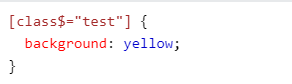 [class$="test"] {
  background: yellow;
}